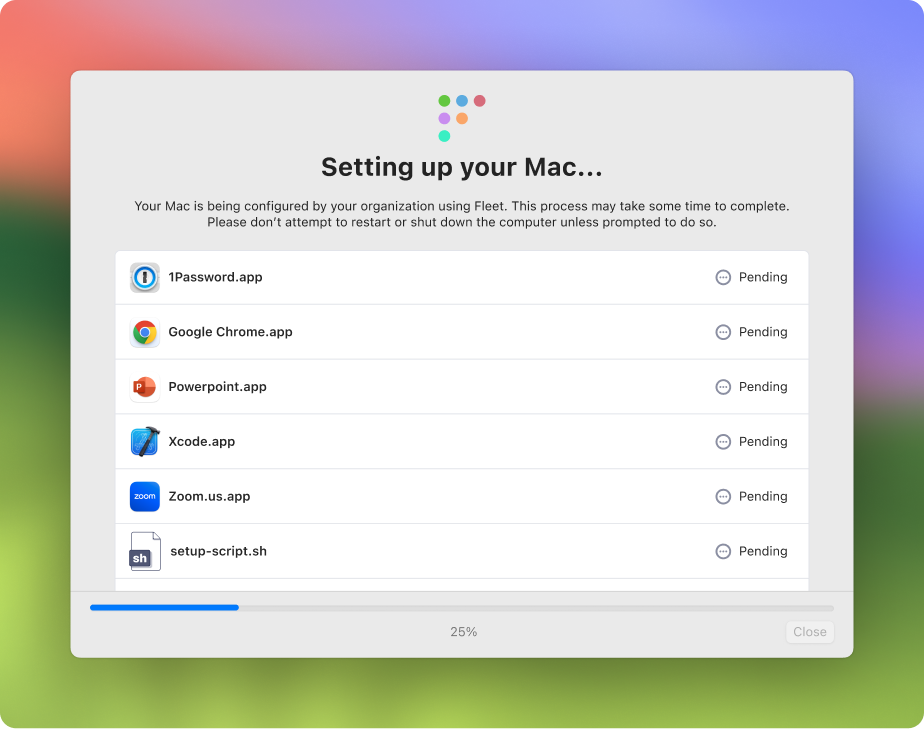 Setting up your Mac...
Your Mac is being configured by your organization using Fleet. This process may take some time to complete.
Please don’t attempt to restart or shut down the computer unless prompted to do so.
1Password.app Pending
Google Chrome.app Pending
P Powerpoint.app Pending
Xcode.app Pending
zoom Zoom.us.app Pending
sh setup-script.sh Pending
25%
Close